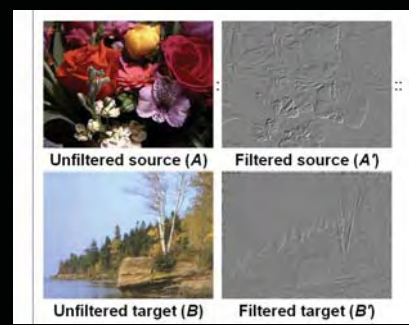 : ::
Unfiltered source (A) Filtered source (A′)
Unfiltered target (B) Filtered target (B′)